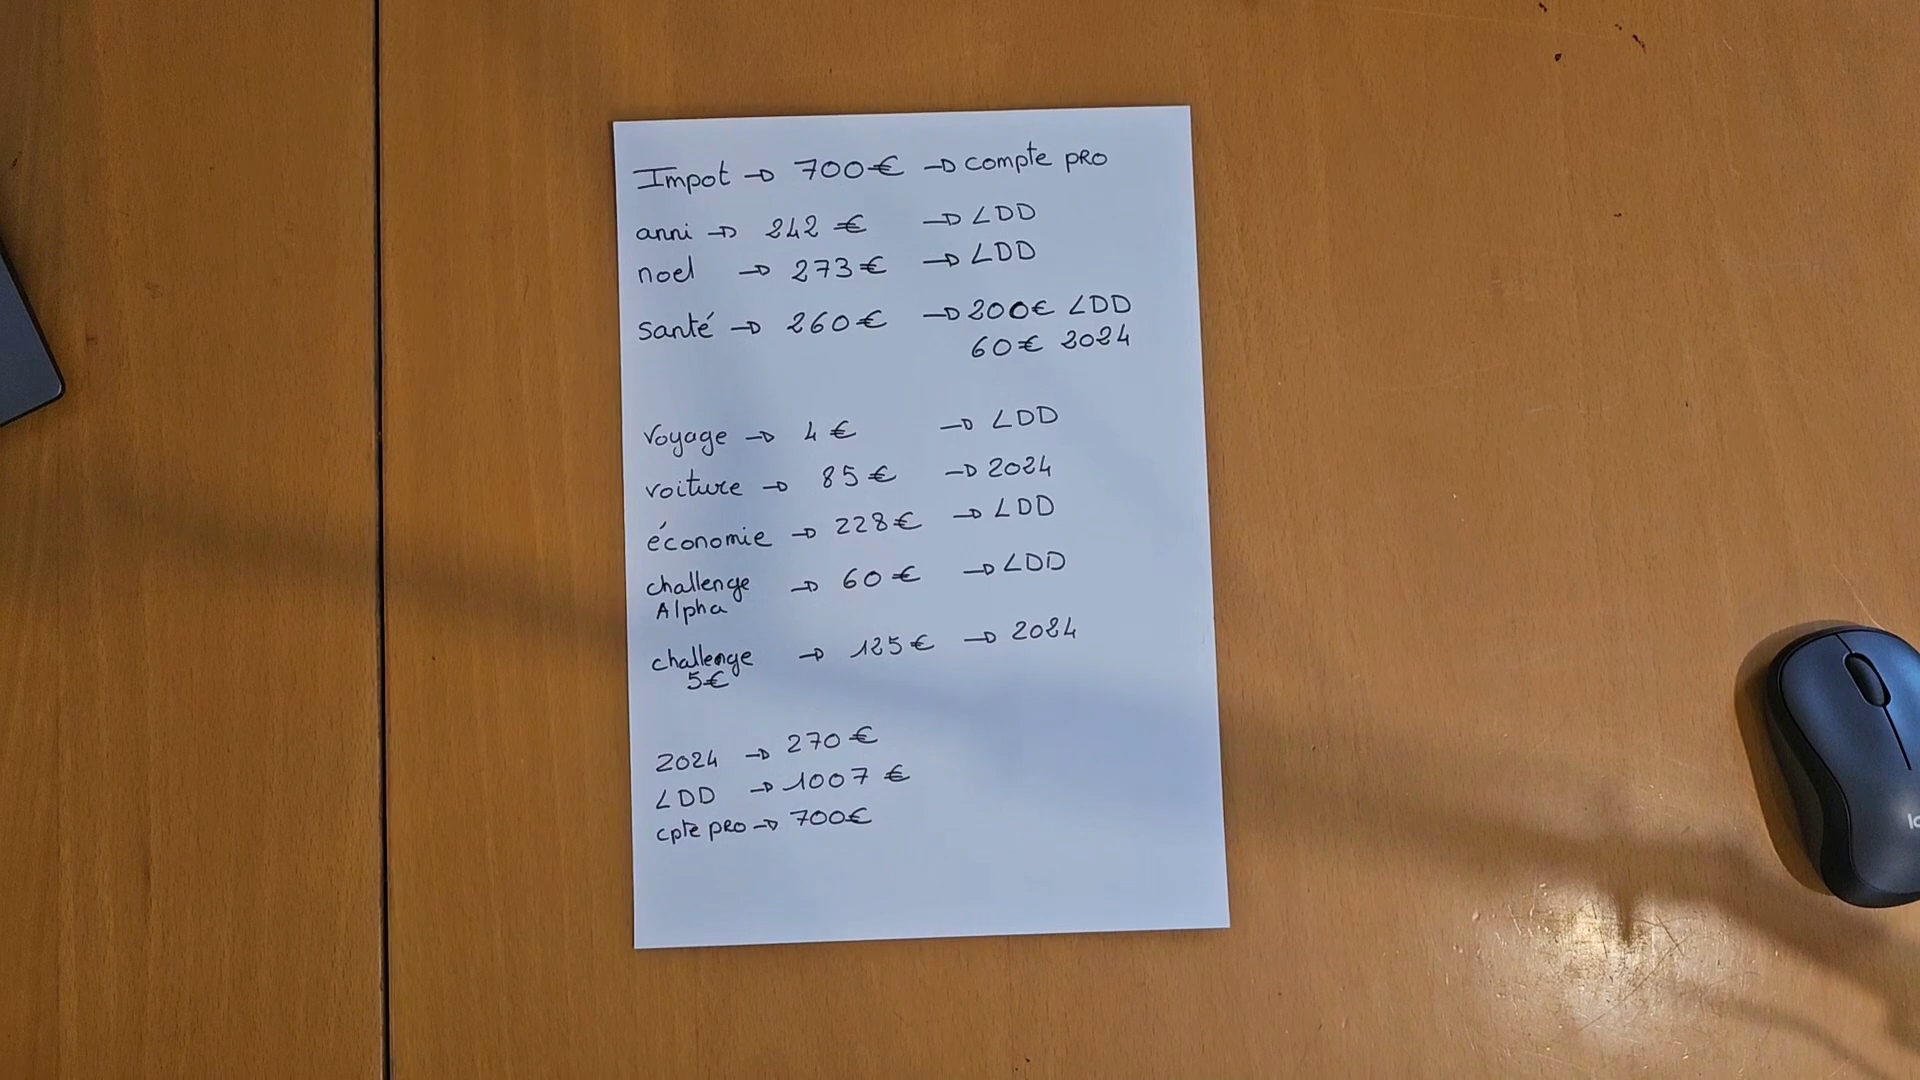 Impot → 700€ → compte PRO
anni → 242 € → LDD
noel → 273€ → LDD
Santé → 260€ → 200€ LDD
60€ 2024
Voyage → 4€ → LDD
voiture → 85€ → 2024
économie → 228€ → LDD
challenge Alpha → 60€ → LDD
challenge 5€ → 125€ → 2024
2024 → 270€
LDD → 1007 €
cpte PRO → 700€